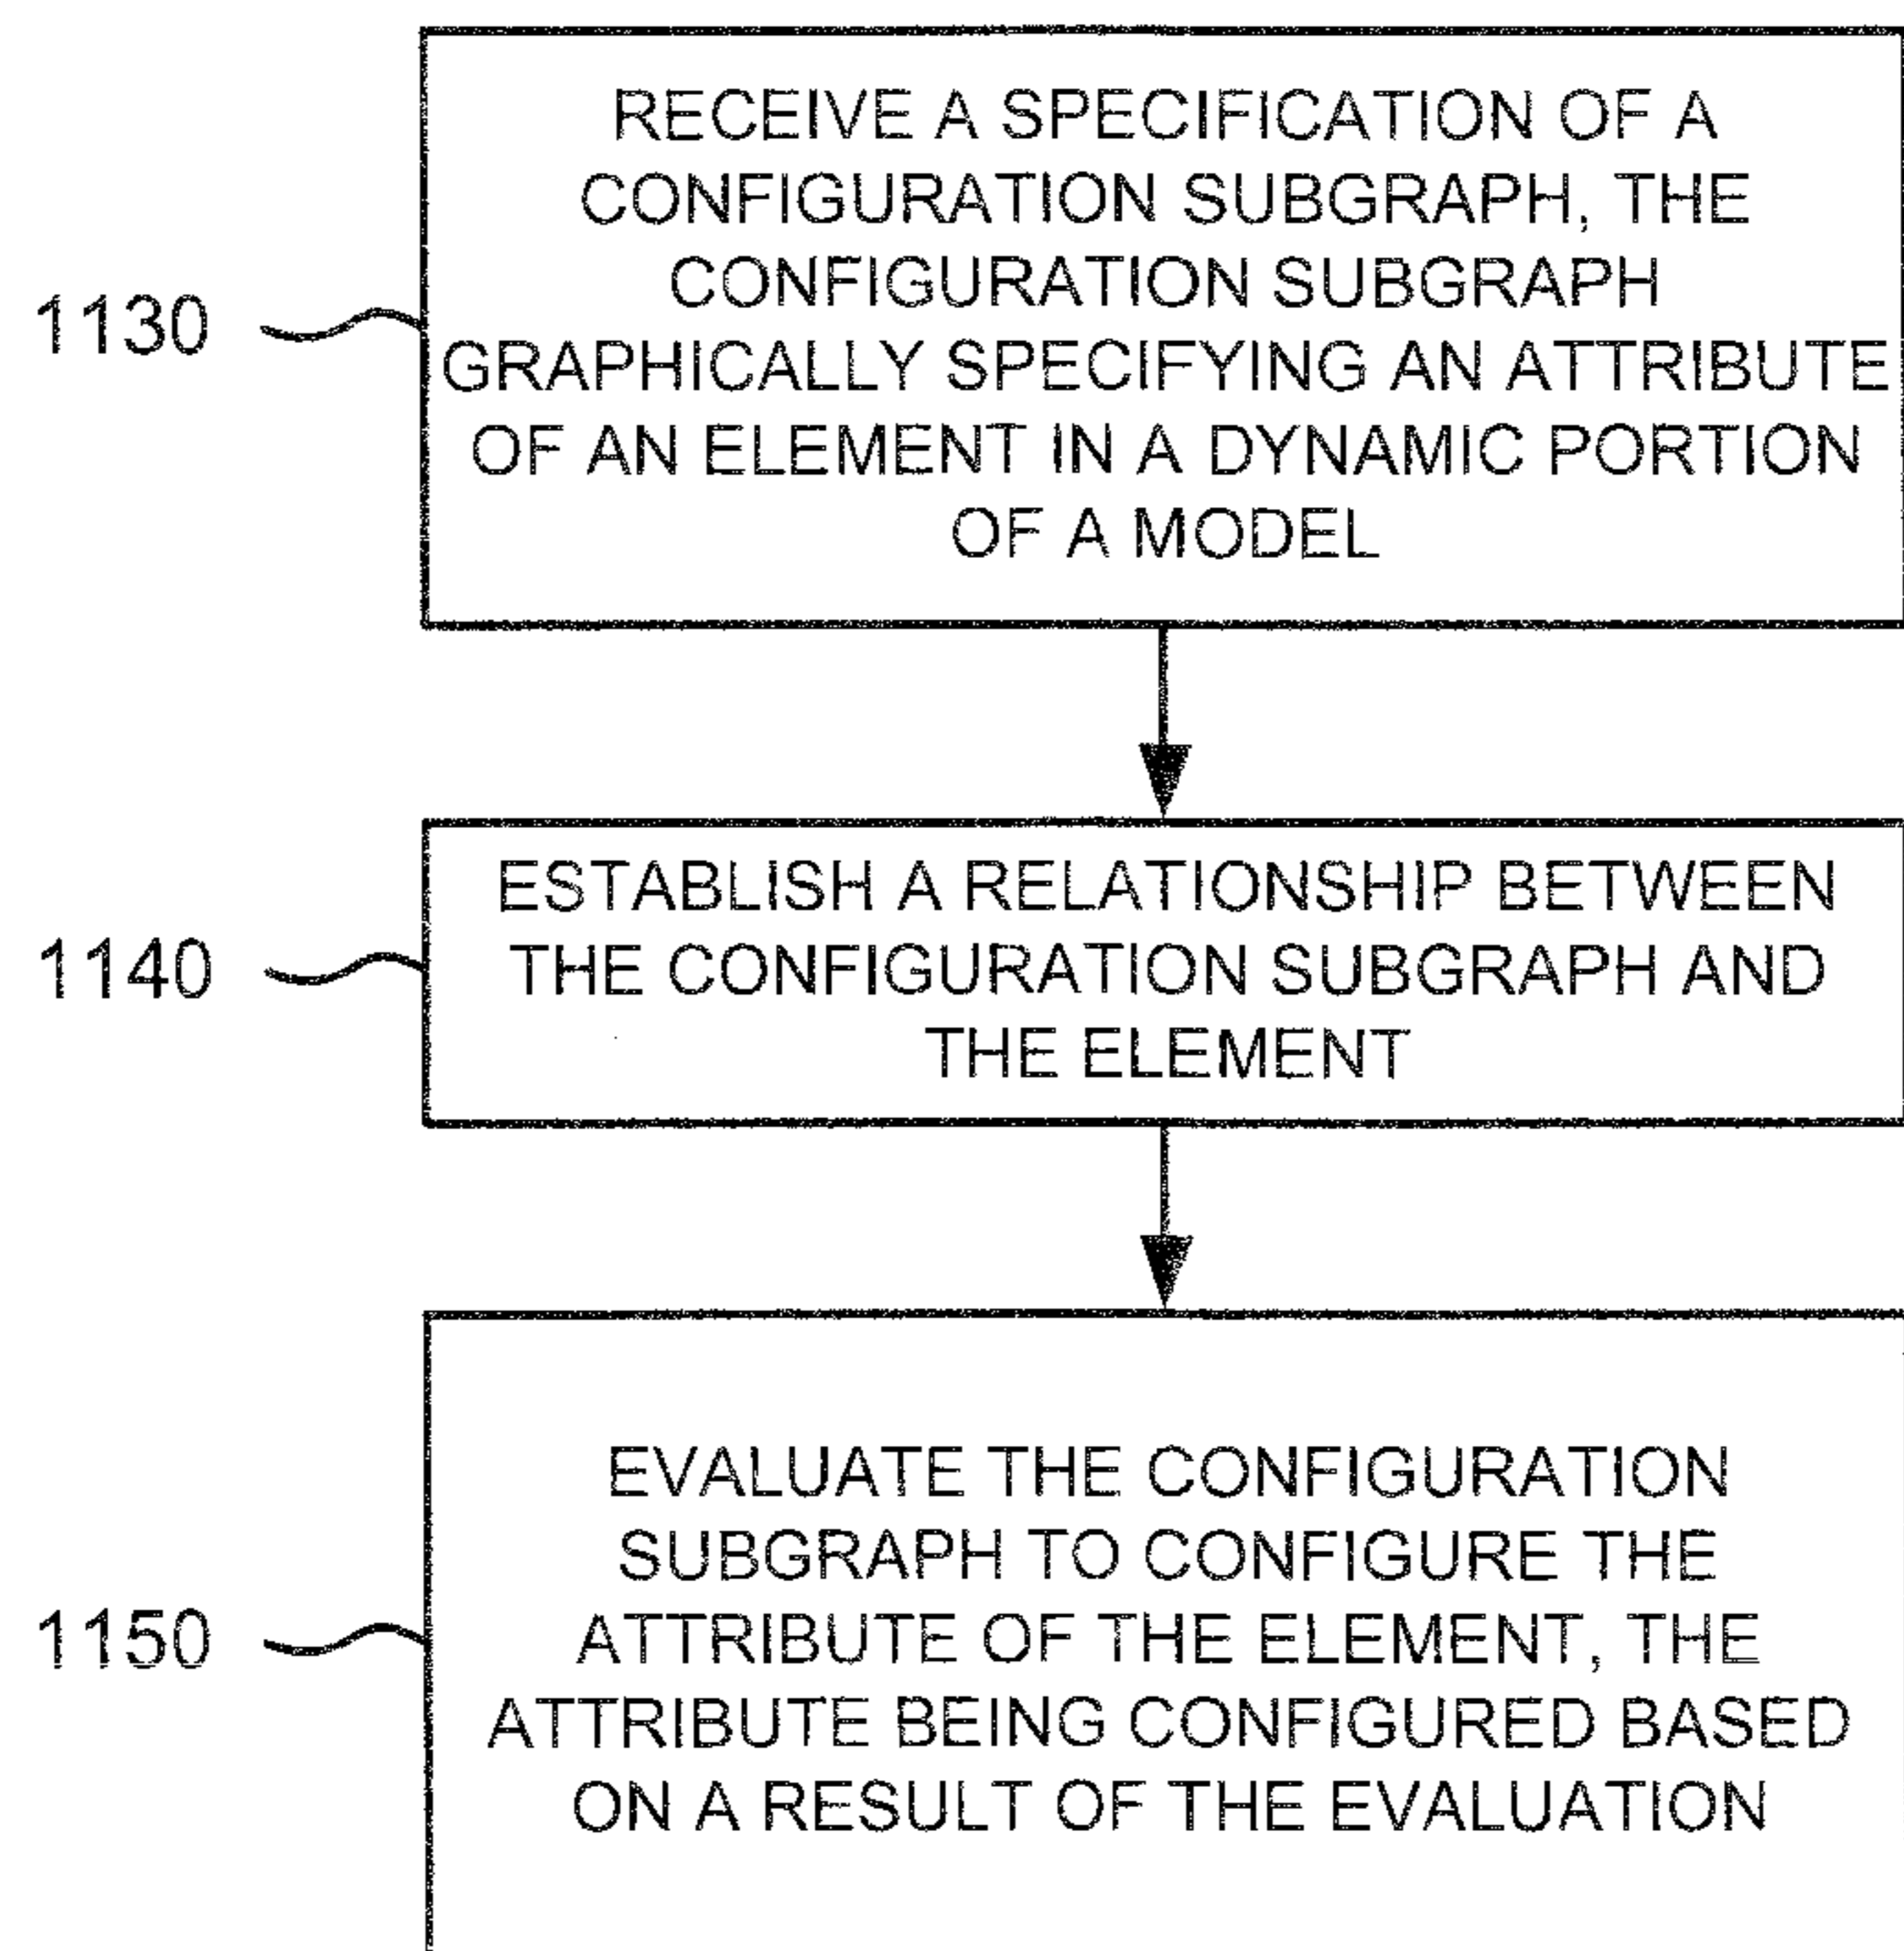 RECEIVE A SPECIFICATION OF A
CONFIGURATION SUBGRAPH, THE
CONFIGURATION SUBGRAPH
1130
GRAPHICALLY SPECIFYING AN ATTRIBUTE
OF AN ELEMENT IN A DYNAMIC PORTION
OF A MODEL
ESTABLISH A RELATIONSHIP BETWEEN
1140
THE CONFIGURATION SUBGRAPH AND
THE ELEMENT
EVALUATE THE CONFIGURATION
SUBGRAPH TO CONFIGURE THE
1150
ATTRIBUTE OF THE ELEMENT, THE
ATTRIBUTE BEING CONFIGURED BASED
ON A RESULT OF THE EVALUATION